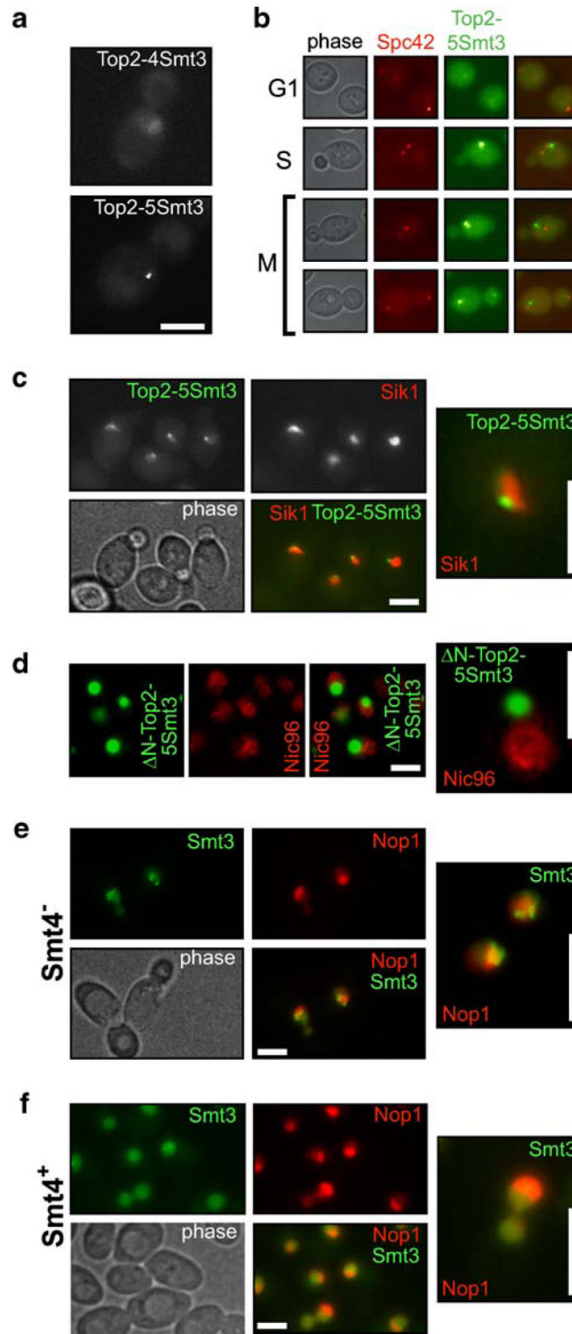 a
Top2-4Smt3
Top2-5Smt3
b
phase
Spc42
Top2-
5Smt3
G1
S
M
c
Top2-5Smt3
Sik1
phase
Sik1 Top2-5Smt3
Top2-5Smt3
Sik1
d
ΔN-Top2-
5Smt3
Nic96
Nic96
ΔN-Top2-
5Smt3
ΔN-Top2-
5Smt3
Nic96
e
Smt4-
Smt3
Nop1
phase
Nop1
Smt3
Smt3
Nop1
f
Smt4+
Smt3
Nop1
phase
Nop1
Smt3
Smt3
Nop1